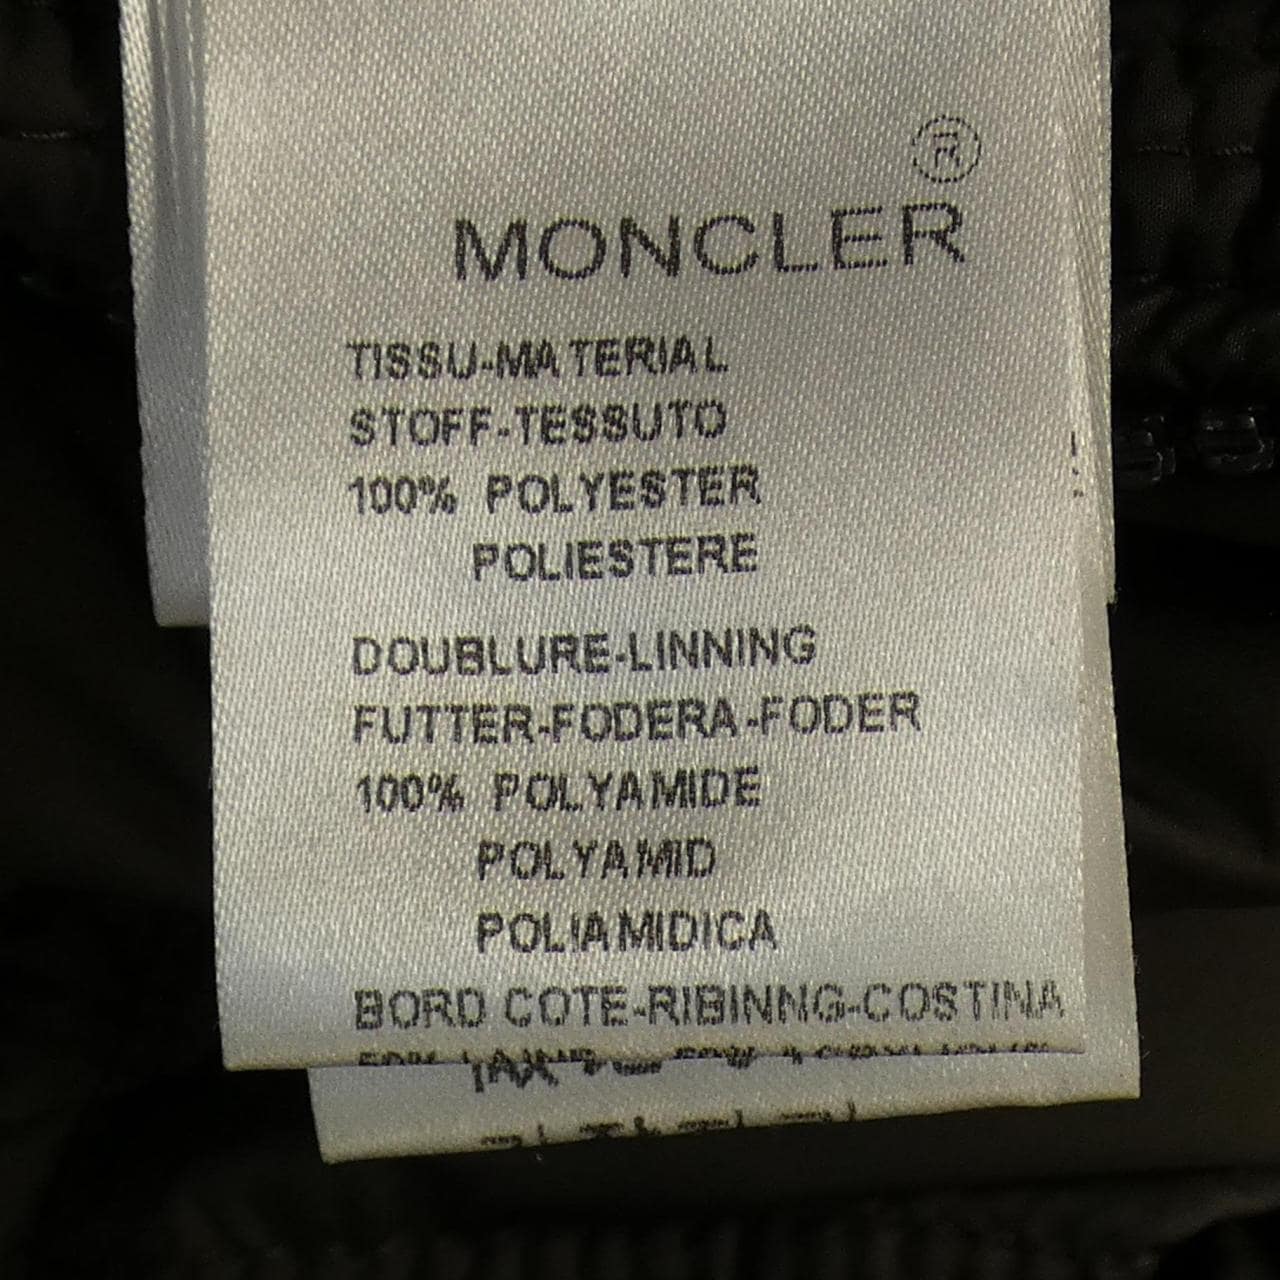 ®
MONCLER
TISSU-MATERIAL
STOFF-TESSUTO
100% POLYESTER
POLIESTERE
DOUBLURE-LINNING
FUTTER-FODERA-FODER
100% POLYAMIDE
POLYAMID
POLIAMIDICA
BORD COTE-RIBINNG-COSTINA